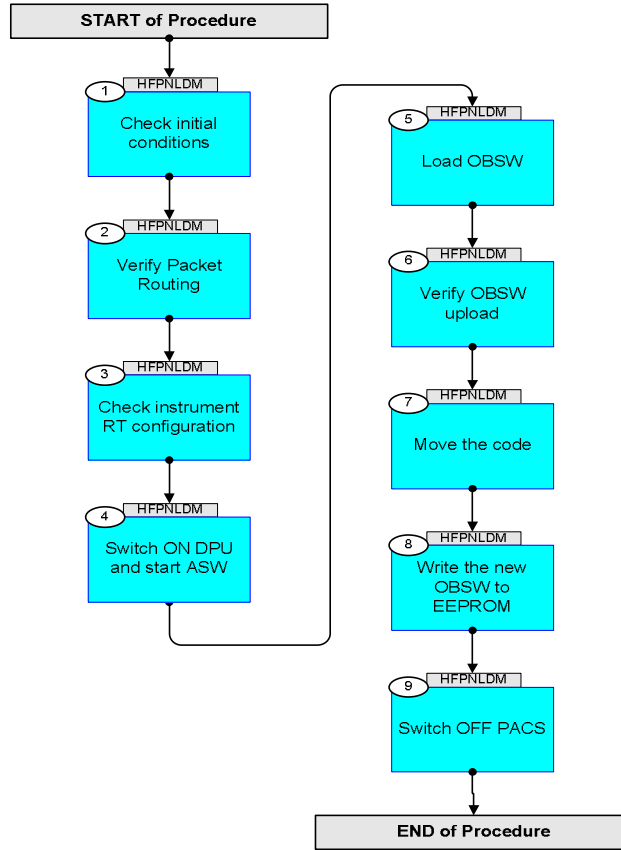 START of Procedure
HFPNLDM
1
Check initial
conditions
HFPNLDM
2
Verify Packet
Routing
HFPNLDM
3
Check instrument
RT configuration
HFPNLDM
4
Switch ON DPU
and start ASW
HFPNLDM
5
Load OBSW
HFPNLDM
6
Verify OBSW
upload
HFPNLDM
7
Move the code
HFPNLDM
8
Write the new
OBSW to
EEPROM
HFPNLDM
9
Switch OFF PACS
END of Procedure